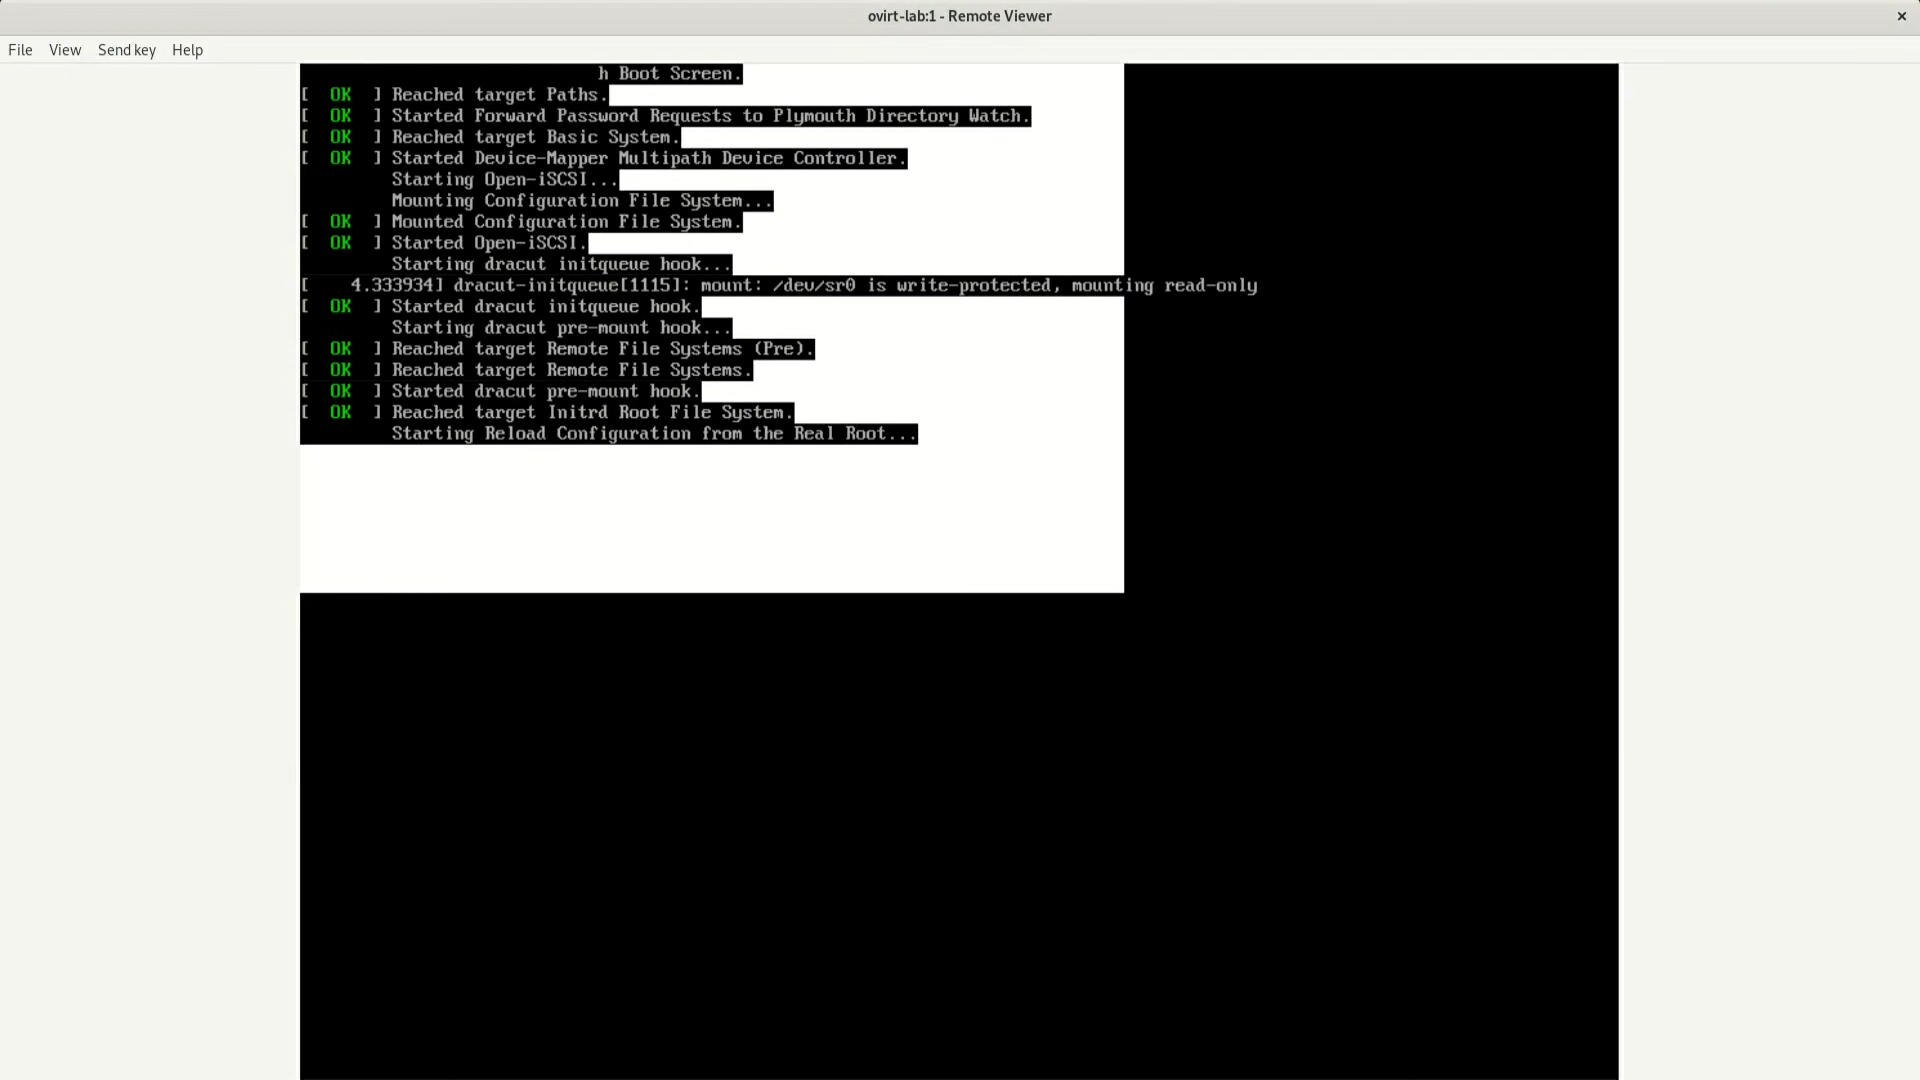 ovirt-lab:1 - Remote Viewer
×
File View Send key Help
h Boot Screen.
[ OK ] Reached target Paths.
[ OK ] Started Forward Password Requests to Plymouth Directory Watch.
[ OK ] Reached target Basic System.
[ OK ] Started Device-Mapper Multipath Device Controller.
Starting Open-iSCSI...
Mounting Configuration File System...
[ OK ] Mounted Configuration File System.
[ OK ] Started Open-iSCSI.
Starting dracut initqueue hook...
[ 4.333934] dracut-initqueue[1115]: mount: /dev/sr0 is write-protected, mounting read-only
[ OK ] Started dracut initqueue hook.
Starting dracut pre-mount hook...
[ OK ] Reached target Remote File Systems (Pre).
[ OK ] Reached target Remote File Systems.
[ OK ] Started dracut pre-mount hook.
[ OK ] Reached target Initrd Root File System.
Starting Reload Configuration from the Real Root...